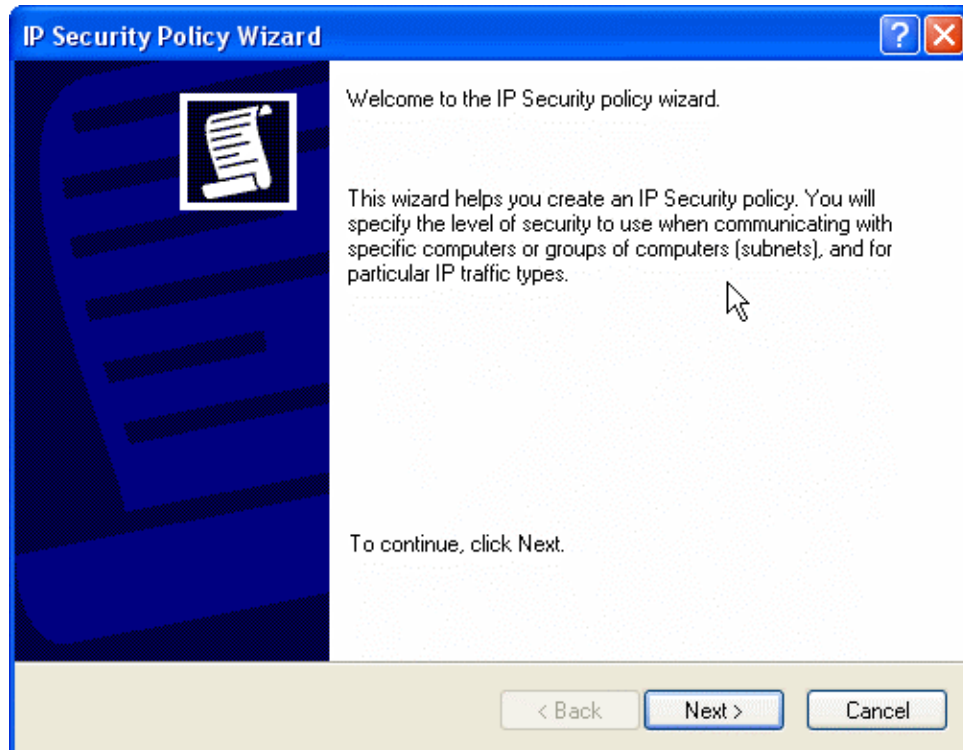 IP Security Policy Wizard
?
Welcome to the IP Security policy wizard.
This wizard helps you create an IP Security policy. You will
specify the level of security to use when communicating with
specific computers or groups of computers (subnets), and for
particular IP traffic types.
To continue, click Next.
< Back Next > Cancel